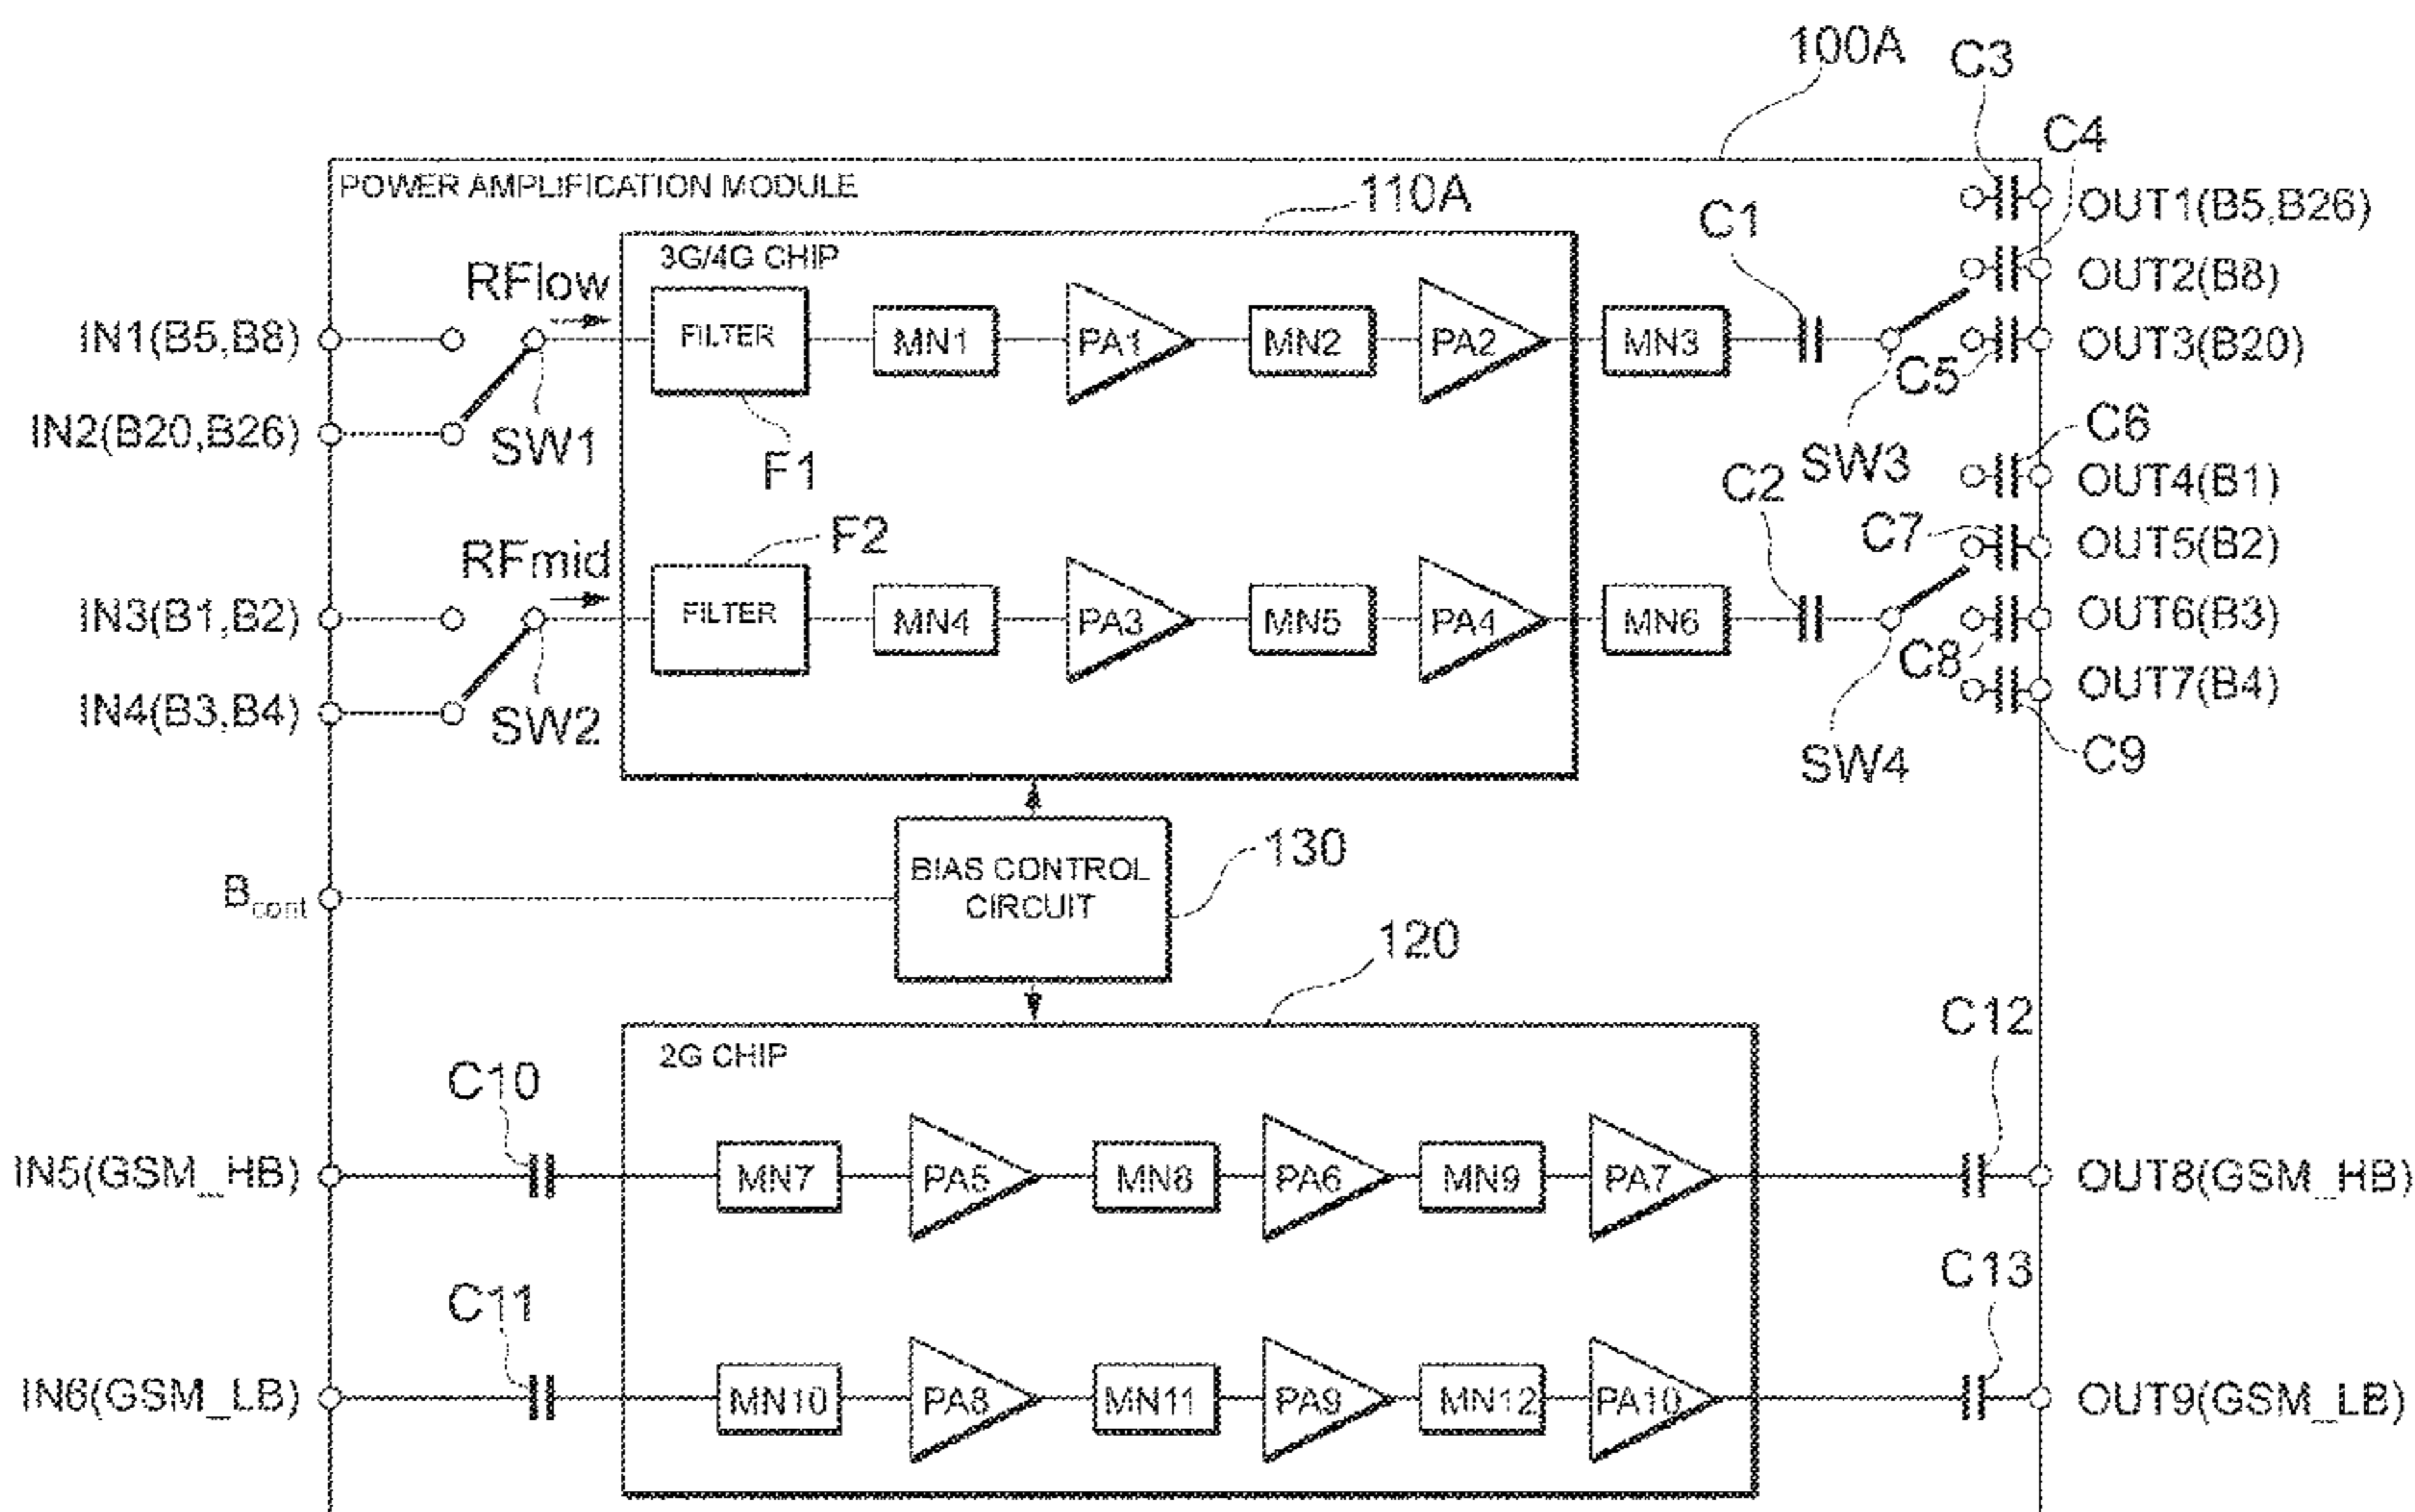 100A
C3
C4
POWER AMPLIFICATION MODULE
110A
C1
OUT1(B5,B26)
3G/4G CHIP
RFlow
OUT2(B8)
IN1(B5,B8)
FILTER
MN1
PA1
MN2
PA2
MN3
OUT3(B20)
C5
IN2(B20,B26)
SW1
F1
SW3
C6
C2
OUT4(B1)
F2
C7
OUT5(B2)
RFmid
IN3(B1,B2)
FILTER
MN4
PA3
MN5
PA4
MN6
OUT6(B3)
C8
IN4(B3,B4)
SW2
OUT7(B4)
SW4
C9
130
BIAS CONTROL
CIRCUIT
Bcont
120
C12
2G CHIP
C10
IN5(GSM_HB)
MN7
PA5
MN8
PA6
MN9
PA7
OUT8(GSM_HB)
C13
C11
IN6(GSM_LB)
MN10
PA8
MN11
PA9
MN12
PA10
OUT9(GSM_LB)